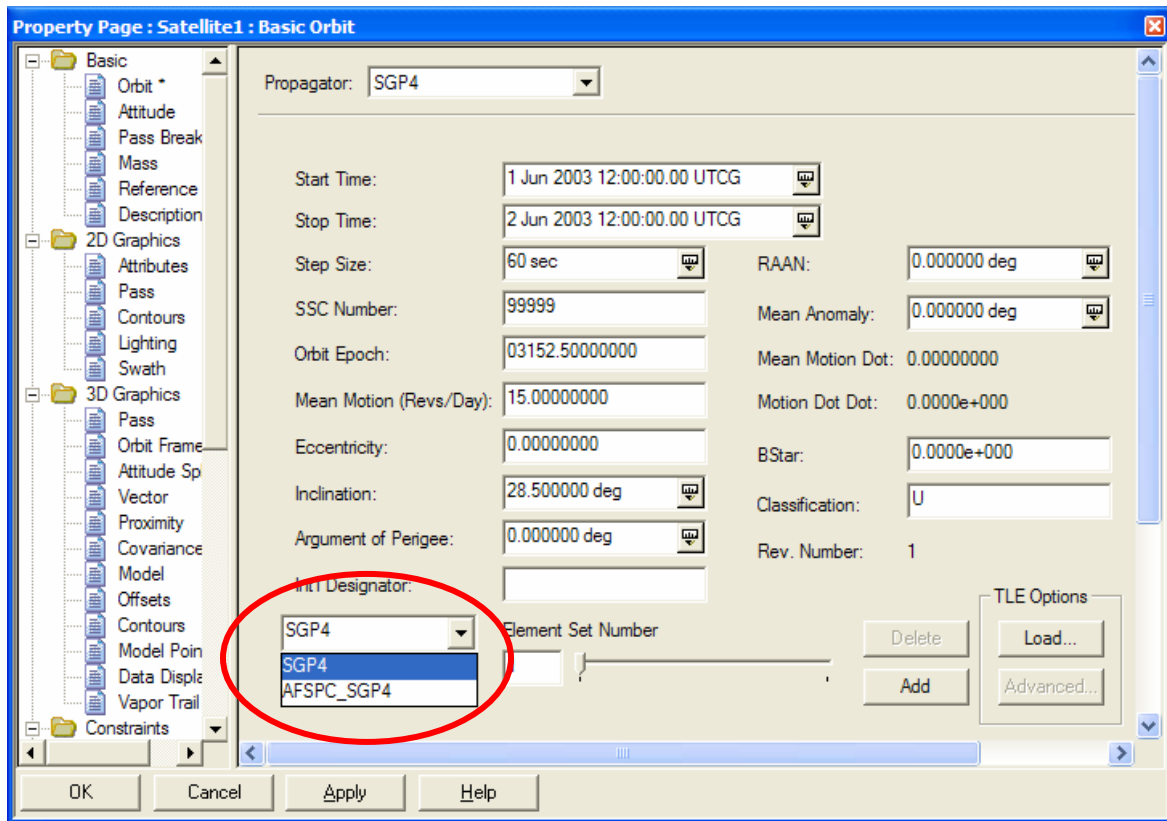 Property Page : Satellite1 : Basic Orbit
Basic
Orbit *
Attitude
Pass Break
Mass
Reference
Description
2D Graphics
Attributes
Pass
Contours
Lighting
Swath
3D Graphics
Pass
Orbit Frame
Attitude Sp
Vector
Proximity
Covariance
Model
Offsets
Contours
Model Poin
Data Displa
Vapor Trail
Constraints
Propagator: SGP4
Start Time: 1 Jun 2003 12:00:00.00 UTCG
Stop Time: 2 Jun 2003 12:00:00.00 UTCG
Step Size: 60 sec
SSC Number: 99999
Orbit Epoch: 03152.50000000
Mean Motion (Revs/Day): 15.00000000
Eccentricity: 0.00000000
Inclination: 28.500000 deg
Argument of Perigee: 0.000000 deg
Int'l Designator:
RAAN: 0.000000 deg
Mean Anomaly: 0.000000 deg
Mean Motion Dot: 0.00000000
Motion Dot Dot: 0.0000e+000
BStar: 0.0000e+000
Classification: U
Rev. Number: 1
SGP4
SGP4
AFSPC_SGP4
Element Set Number
Delete
Add
TLE Options
Load...
Advanced...
OK Cancel Apply Help